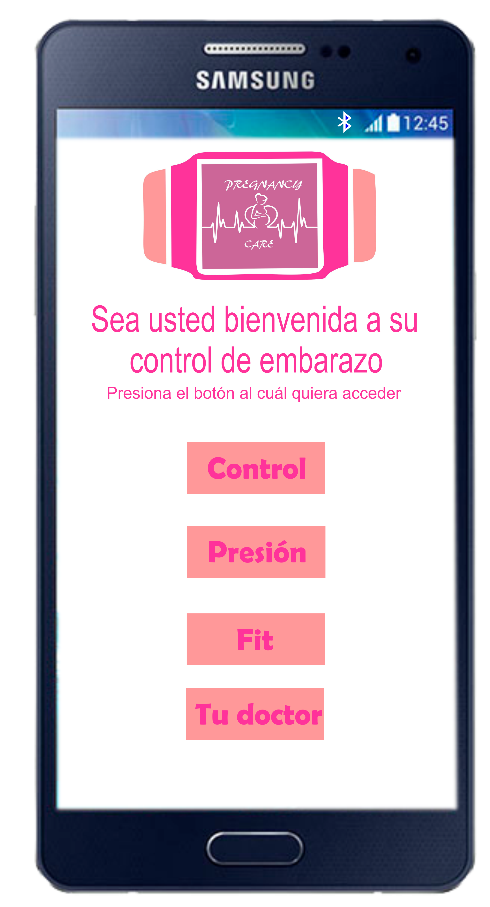 SAMSUNG
12:45
PREGNANCY
CARE
Sea usted bienvenida a su
control de embarazo
Presiona el botón al cuál quiera acceder
Control
Presión
Fit
Tu doctor